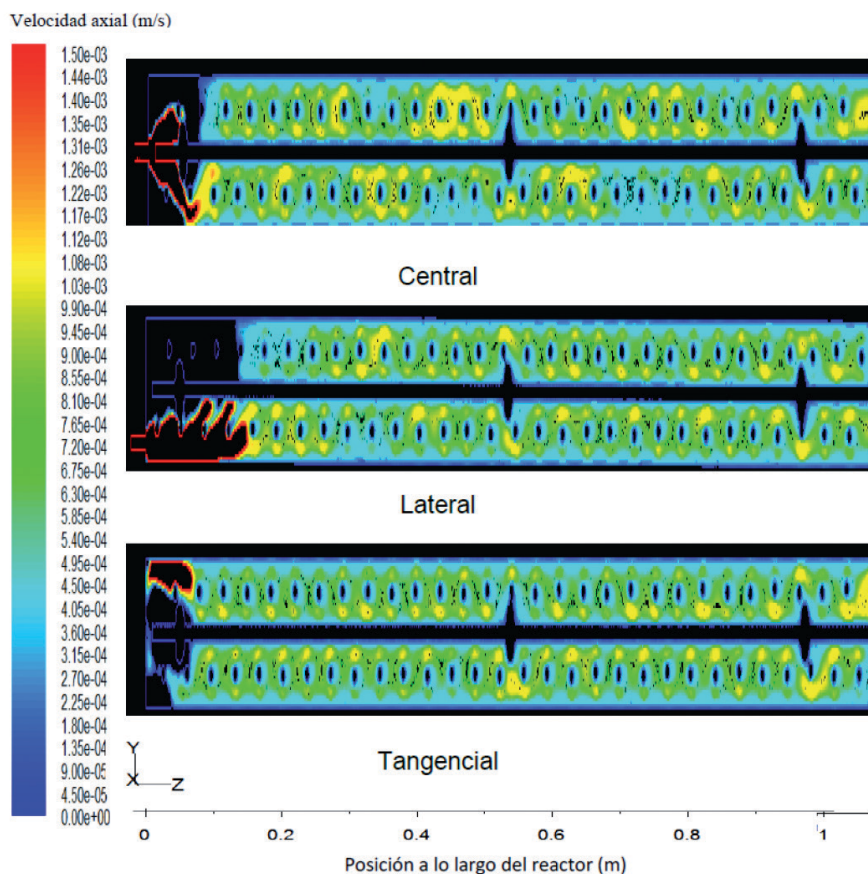 Velocidad axial (m/s)
1.50e-03
1.44e-03
1.40e-03
1.35e-03
1.31e-03
1.26e-03
1.22e-03
1.17e-03
1.08e-03
1.03e-03
9.90e-04
9.45e-04
9.00e-04
8.55e-04
8.10e-04
7.65e-04
7.20e-04
6.75e-04
6.30e-04
5.85e-04
5.40e-04
4.95e-04
4.05e-04
3.60e-04
3.15e-04
2.70e-04
2.25e-04
1.80e-04
1.35e-04
9.00e-05
4.50e-05
0.00e+00
Central
Lateral
Tangencial
Y
X Z
0 0.2 0.4 0.6 0.8 1
Posición a lo largo del reactor (m)